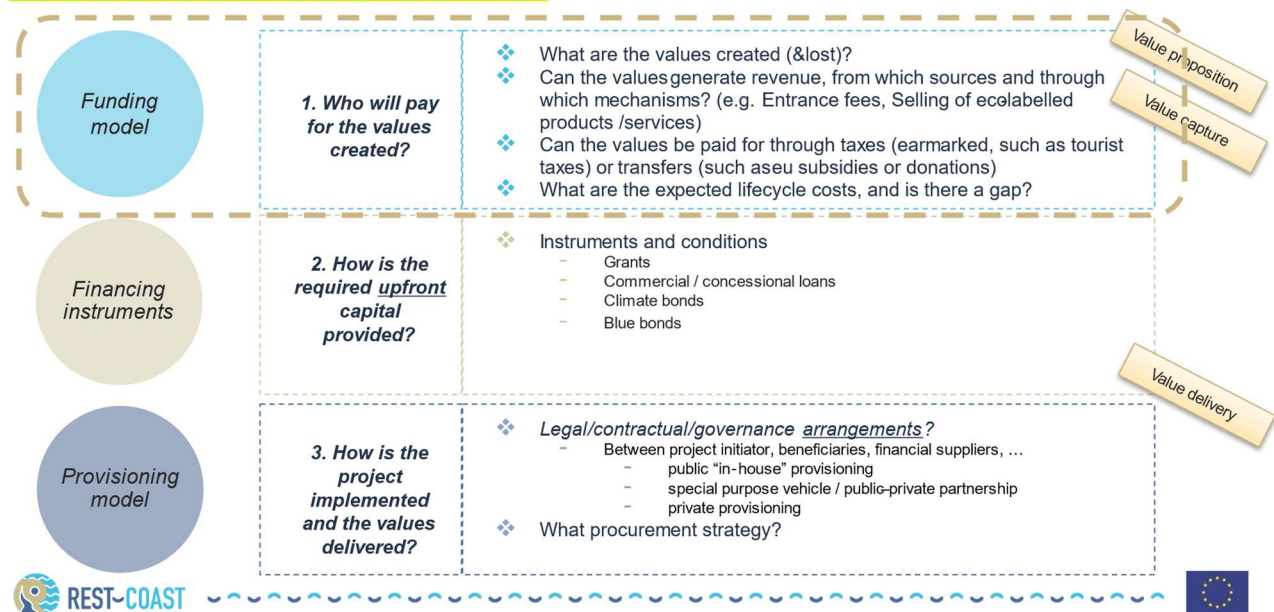 Funding
model
1. Who will pay
for the values
created?
❖ What are the values created (&lost)?
❖ Can the values generate revenue, from which sources and through
which mechanisms? (e.g. Entrance fees, Selling of ecolabelled
products /services)
❖ Can the values be paid for through taxes (earmarked, such as tourist
taxes) or transfers (such aseu subsidies or donations)
❖ What are the expected lifecycle costs, and is there a gap?
Value proposition
Value capture
Financing
instruments
2. How is the
required upfront
capital
provided?
❖ Instruments and conditions
- Grants
- Commercial / concessional loans
- Climate bonds
- Blue bonds
Value delivery
Provisioning
model
3. How is the
project
implemented
and the values
delivered?
❖ Legal/contractual/governance arrangements?
- Between project initiator, beneficiaries, financial suppliers, …
- public “in-house” provisioning
- special purpose vehicle / public–private partnership
- private provisioning
❖ What procurement strategy?
REST~COAST